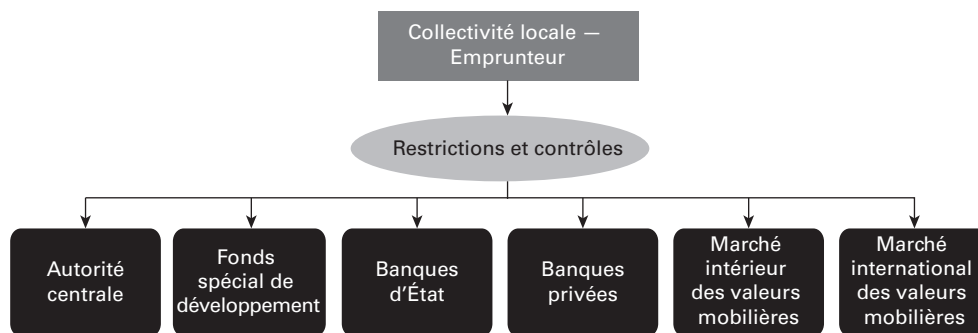 Collectivité locale —
Emprunteur
Restrictions et contrôles
Autorité
centrale
Fonds
spécial de
développement
Banques
d’État
Banques
privées
Marché
intérieur
des valeurs
mobilières
Marché
international
des valeurs
mobilières